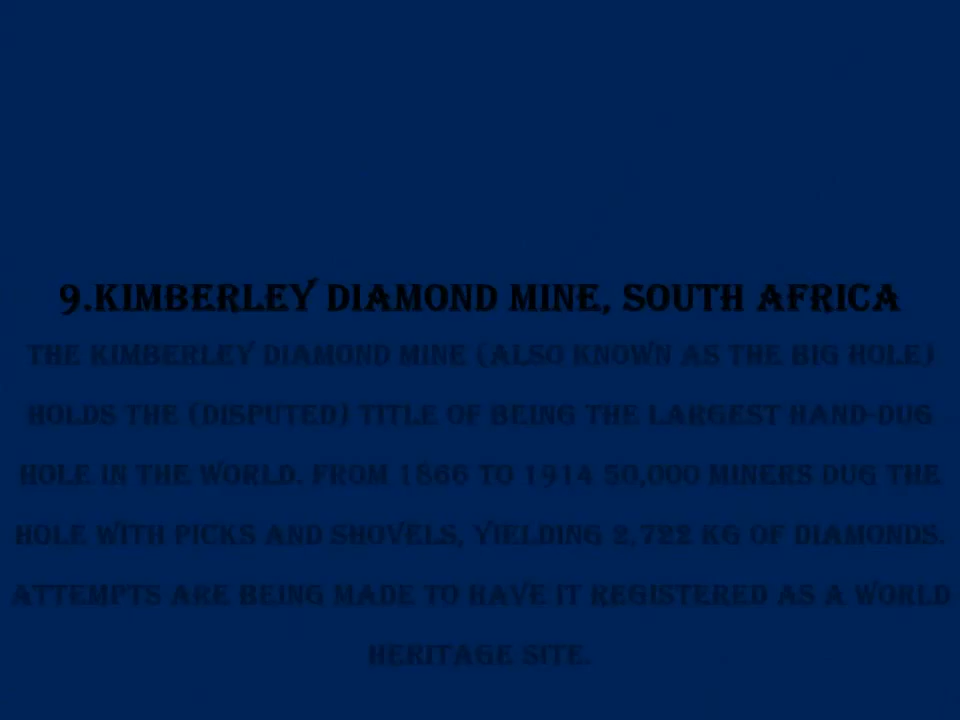 9.KIMBERLEY DIAMOND MINE, SOUTH AFRICA
THE KIMBERLEY DIAMOND MINE (ALSO KNOWN AS THE BIG HOLE)
HOLDS THE (DISPUTED) TITLE OF BEING THE LARGEST HAND-DUG
HOLE IN THE WORLD. FROM 1866 TO 1914 50,000 MINERS DUG THE
HOLE WITH PICKS AND SHOVELS, YIELDING 2,722 KG OF DIAMONDS.
ATTEMPTS ARE BEING MADE TO HAVE IT REGISTERED AS A WORLD
HERITAGE SITE.